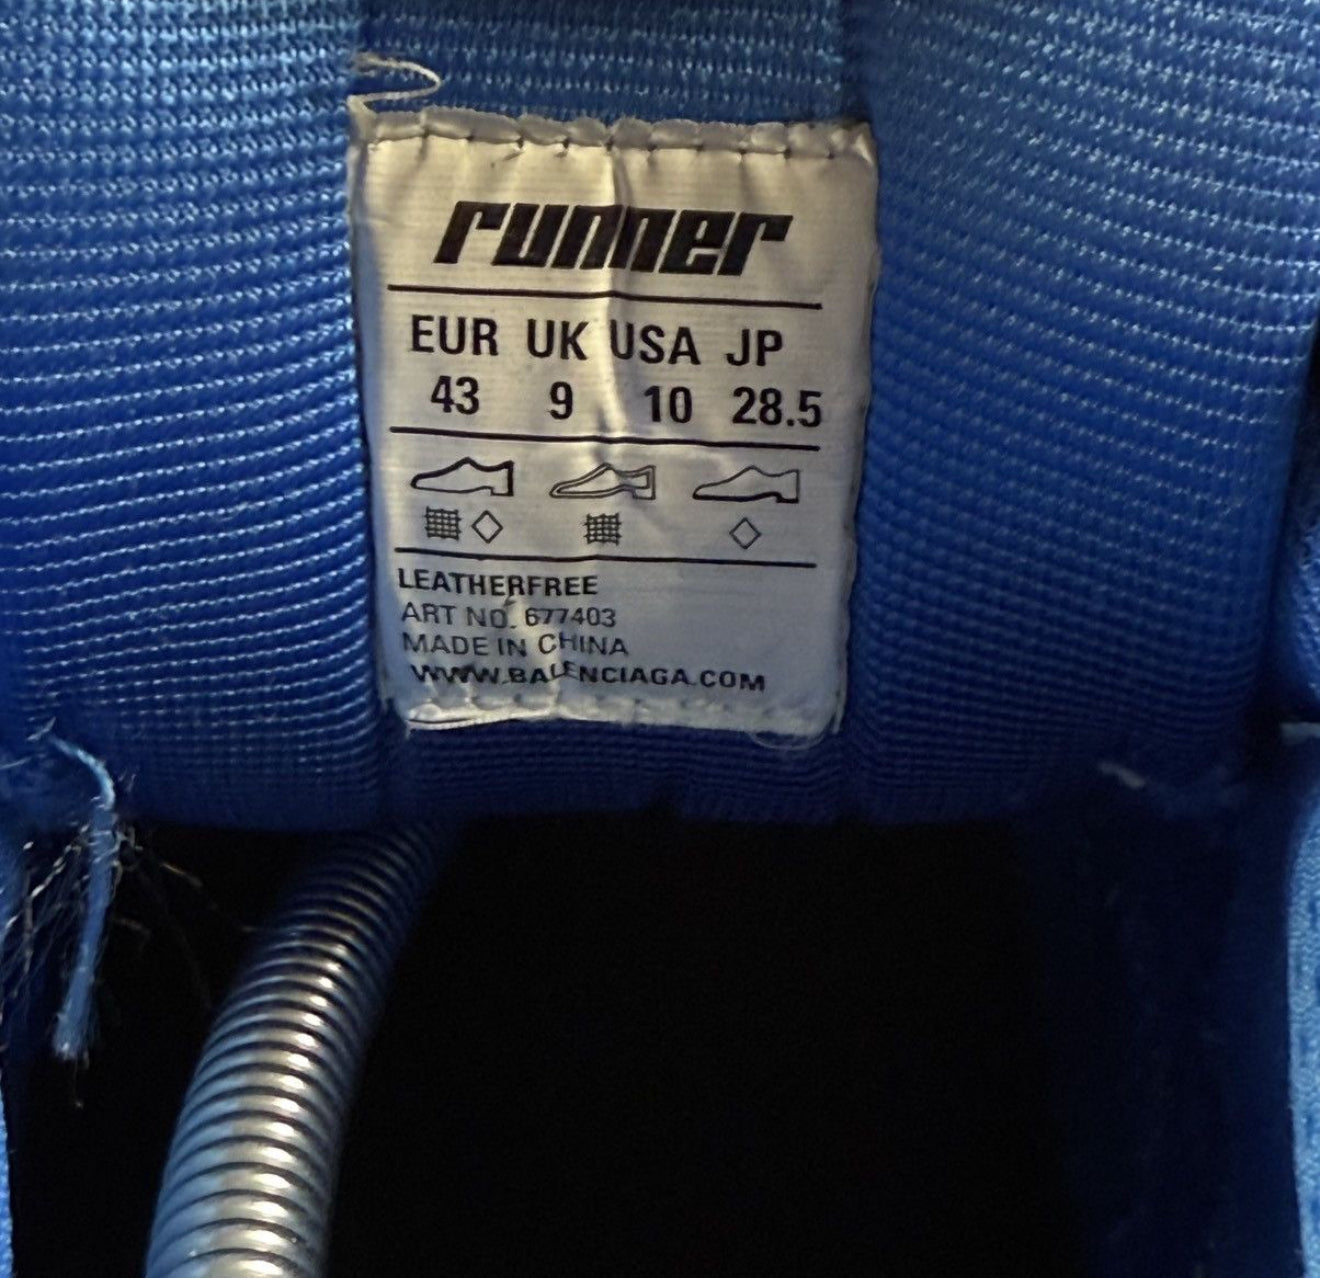 runner
EUR UK USA JP
43 9 10 28.5
LEATHERFREE
ART NO. 677403
MADE IN CHINA
WWW.BALENCIAGA.COM